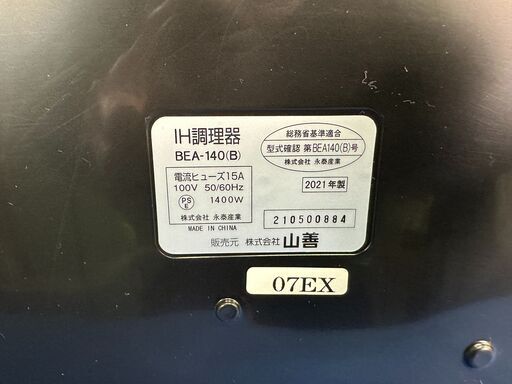 IH調理器
BEA-140(B)
電流ヒューズ15A
100V 50/60Hz
PSE 1400W
株式会社 永泰産業
MADE IN CHINA
総務省基準適合
型式確認 第BEA140(B)号
株式会社 永泰産業
2021年製
210500884
販売元 株式会社 山善
07EX